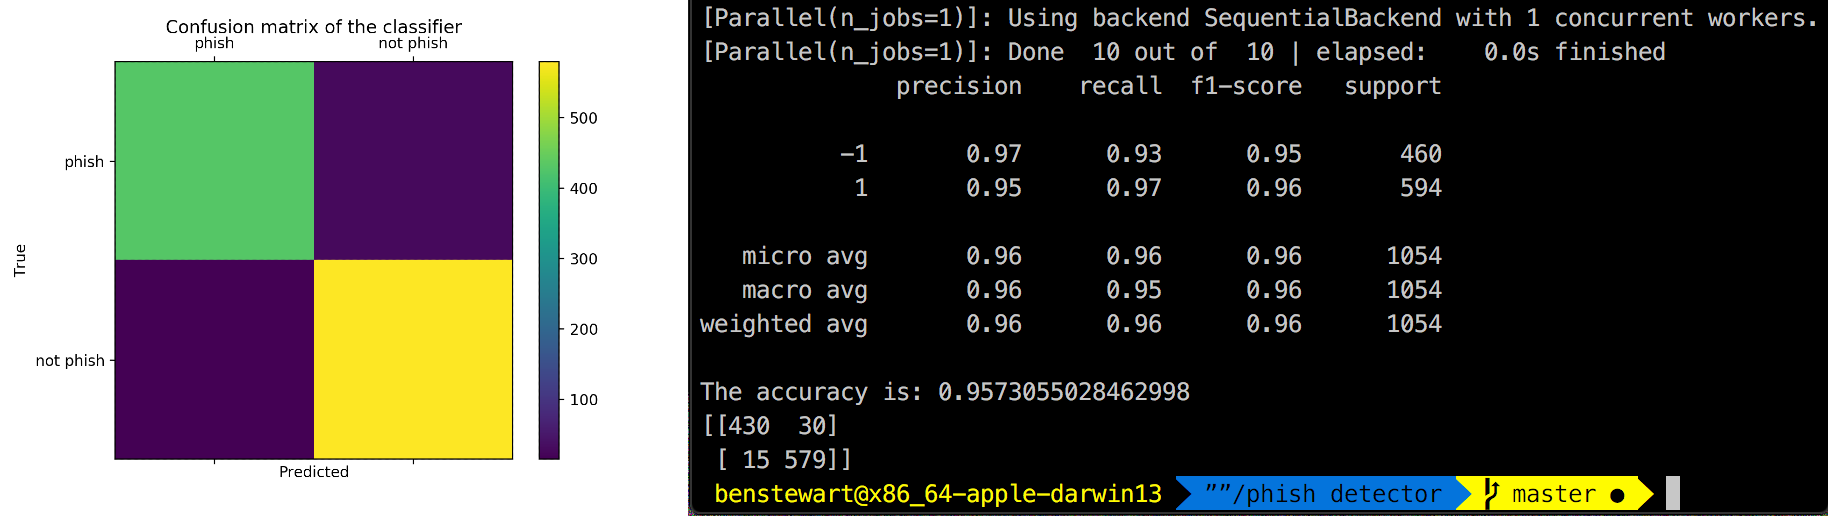 Confusion matrix of the classifier
phish not phish
phish
not phish
True
Predicted
500
400
300
200
100
[Parallel(n_jobs=1)]: Using backend SequentialBackend with 1 concurrent workers.
[Parallel(n_jobs=1)]: Done  10 out of  10 | elapsed:    0.0s finished
precision    recall  f1-score   support
-1       0.97      0.93      0.95       460
1       0.95      0.97      0.96       594
micro avg       0.96      0.96      0.96      1054
macro avg       0.96      0.95      0.96      1054
weighted avg       0.96      0.96      0.96      1054
The accuracy is: 0.9573055028462998
[[430  30]
[ 15 579]]
benstewart@x86_64-apple-darwin13 ””/phish detector master ●